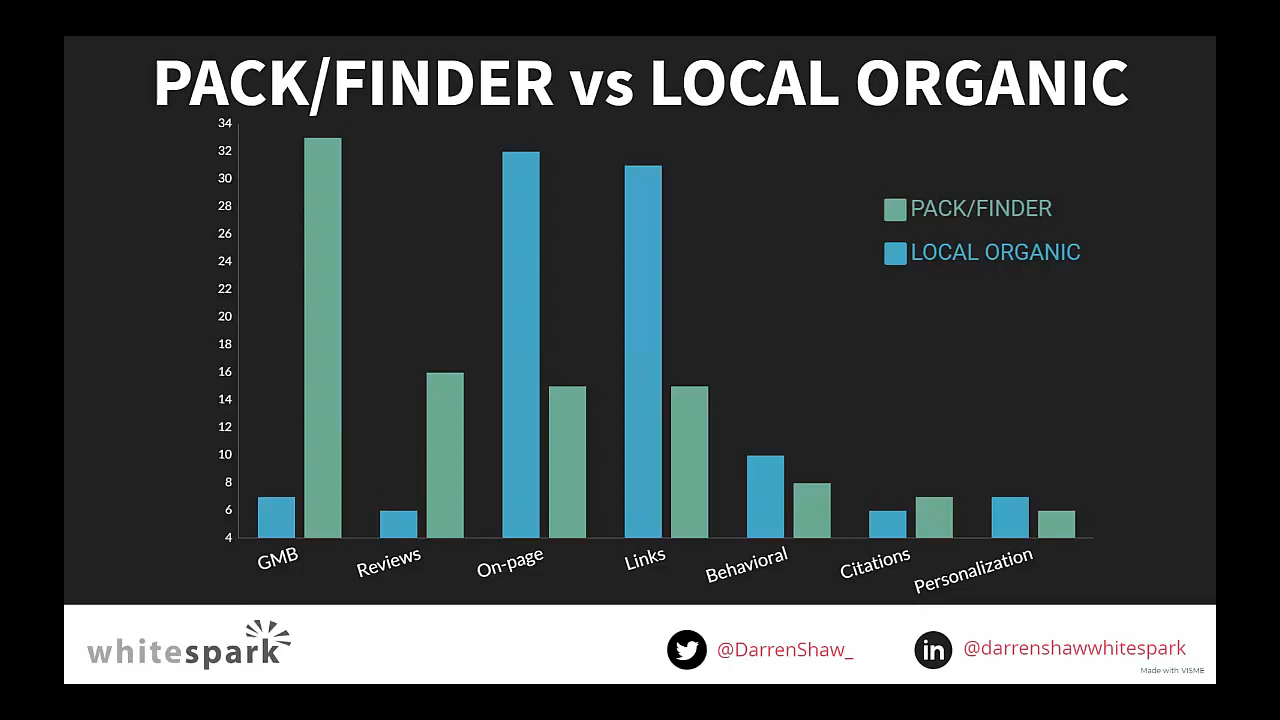 PACK/FINDER vs LOCAL ORGANIC
34
32
30
28
26
24
22
20
18
16
14
12
10
8
6
4
PACK/FINDER
LOCAL ORGANIC
GMB
Reviews
On-page
Links
Behavioral
Citations
Personalization
whitespark
@DarrenShaw_
in @darrenshawwhitespark
Made with VISME